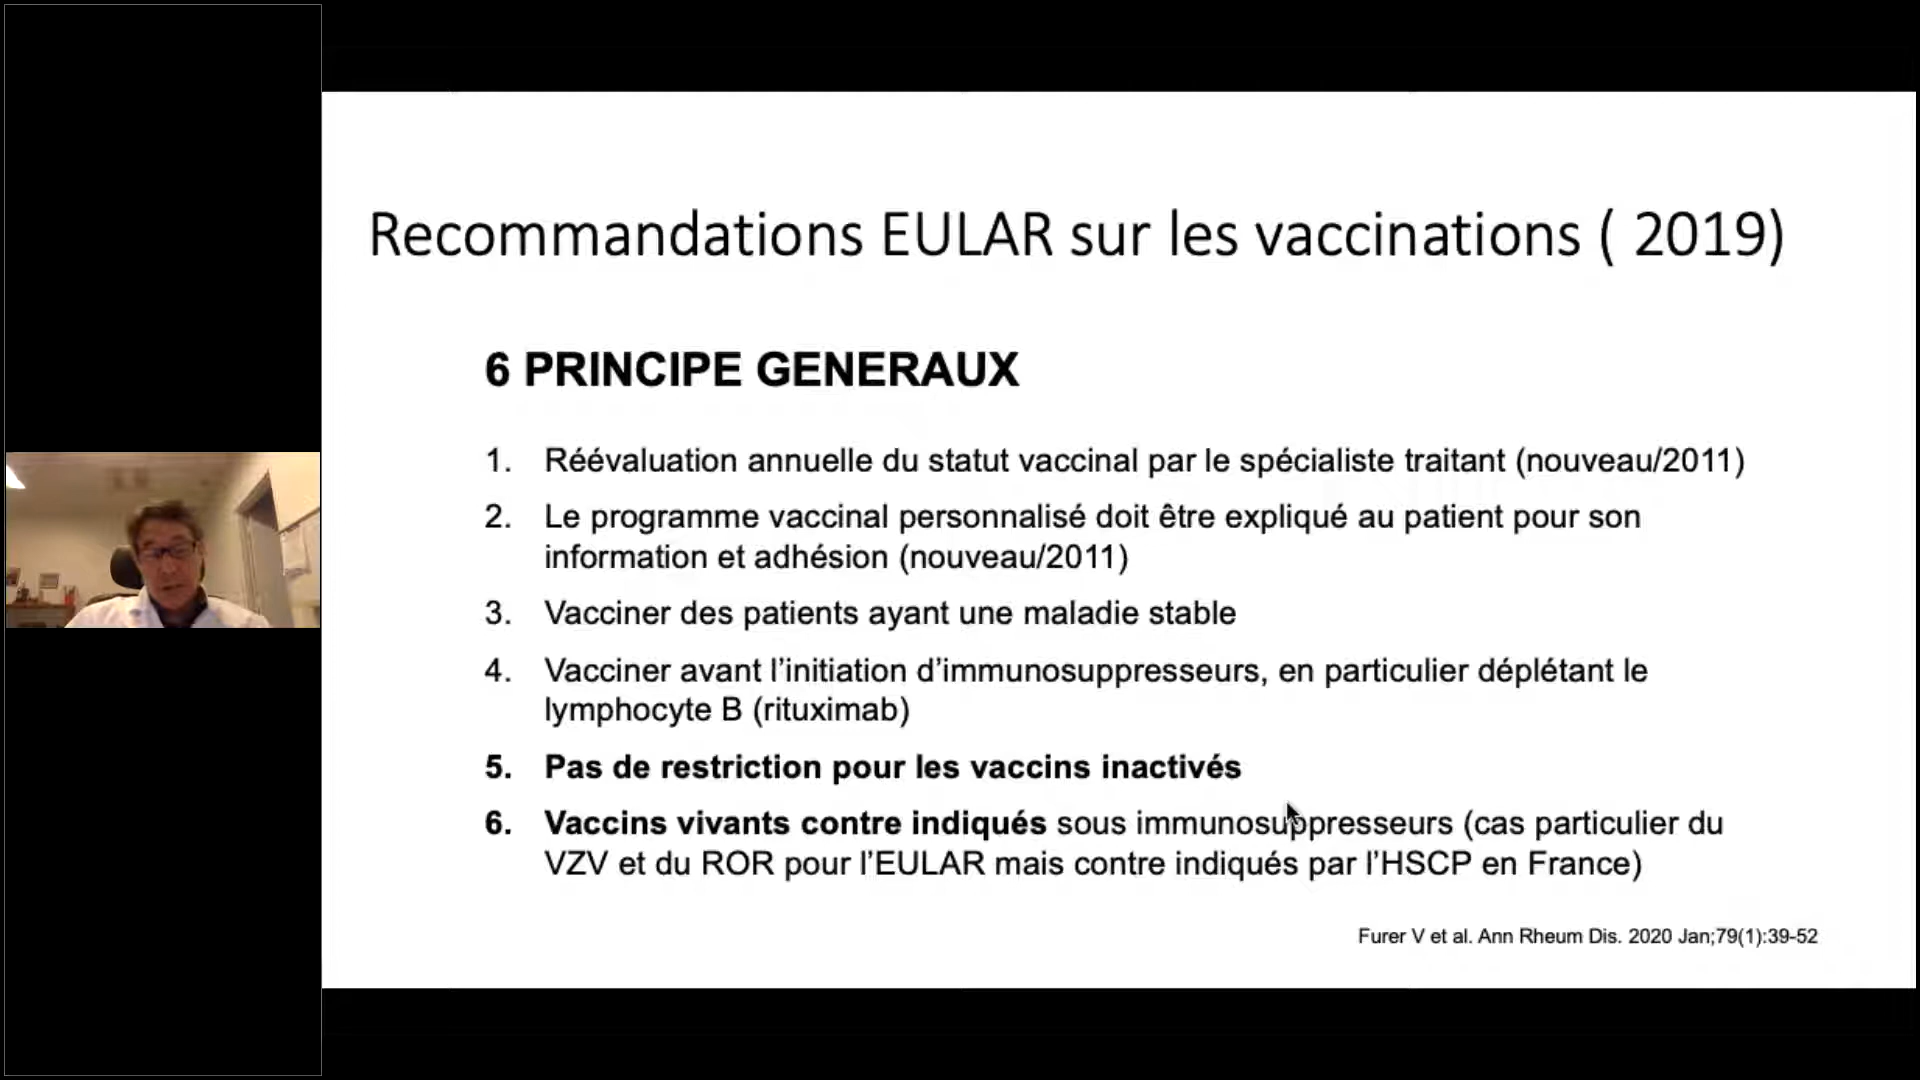 Recommandations EULAR sur les vaccinations ( 2019)
6 PRINCIPE GENERAUX
1. Réévaluation annuelle du statut vaccinal par le spécialiste traitant (nouveau/2011)
2. Le programme vaccinal personnalisé doit être expliqué au patient pour son
information et adhésion (nouveau/2011)
3. Vacciner des patients ayant une maladie stable
4. Vacciner avant l’initiation d’immunosuppresseurs, en particulier déplétant le
lymphocyte B (rituximab)
5. Pas de restriction pour les vaccins inactivés
6. Vaccins vivants contre indiqués sous immunosuppresseurs (cas particulier du
VZV et du ROR pour l’EULAR mais contre indiqués par l’HSCP en France)
Furer V et al. Ann Rheum Dis. 2020 Jan;79(1):39-52